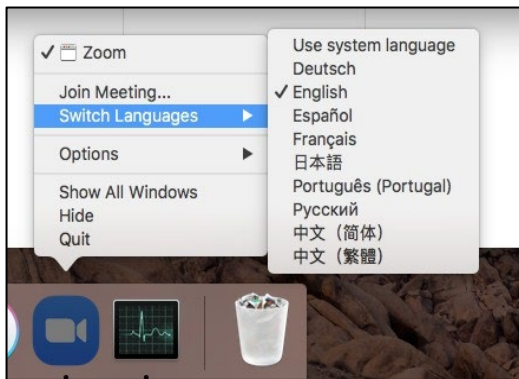 ✓ Zoom
Join Meeting...
Switch Languages
Options
Show All Windows
Hide
Quit
Use system language
Deutsch
✓ English
Español
Français
日本語
Português (Portugal)
Русский
中文（简体）
中文（繁體）